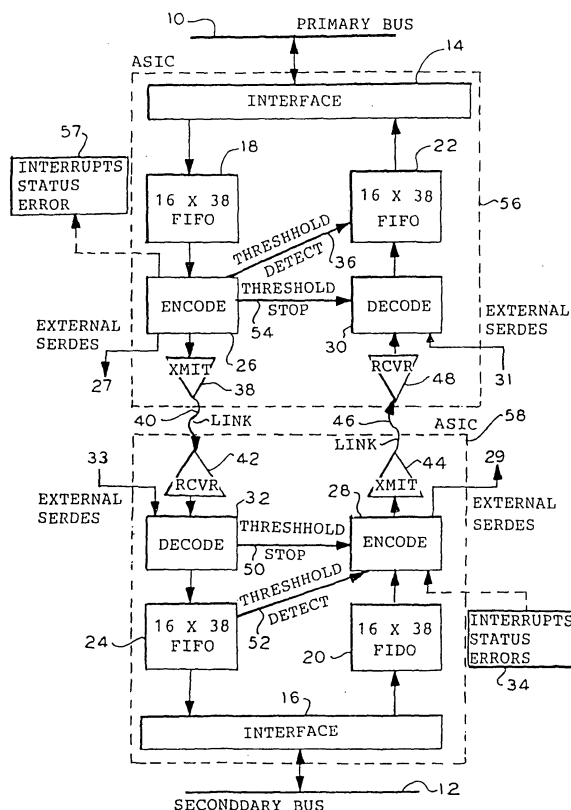 10
PRIMARY BUS
ASIC
14
INTERFACE
57
INTERRUPTS
STATUS
ERROR
18
16 X 38
FIFO
22
16 X 38
FIFO
56
THRESHHOLD
DETECT
36
ENCODE
THRESHOLD
STOP
54
DECODE
30
26
EXTERNAL
SERDES
27
EXTERNAL
SERDES
31
XMIT
38
RCVR
48
40
LINK
46
LINK
ASIC
58
33
42
RCVR
44
XMIT
29
EXTERNAL
SERDES
32
28
EXTERNAL
SERDES
DECODE
THRESHHOLD
STOP
50
ENCODE
THRESHHOLD
DETECT
52
24
16 X 38
FIFO
20
16 X 38
FIDO
INTERRUPTS
STATUS
ERRORS
34
16
INTERFACE
12
SECONDDARY BUS